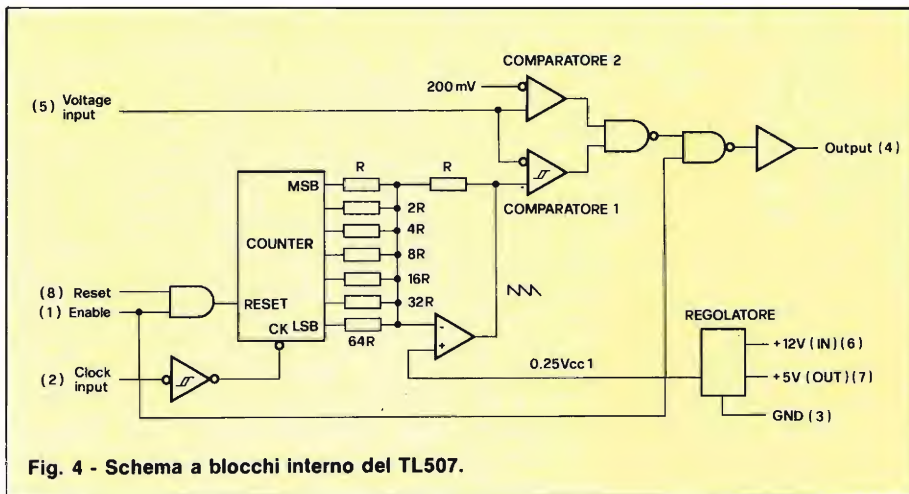 COMPARATORE 2
200 mV
(5) Voltage
input
Output (4)
COMPARATORE 1
MSB
R
R
2R
4R
COUNTER
8R
16R
(8) Reset
(1) Enable
RESET
32R
CK LSB
64R
REGOLATORE
+12V (IN) (6)
(2) Clock
input
0.25Vcc 1
+5V (OUT) (7)
GND (3)
-
-
+
Fig. 4 - Schema a blocchi interno del TL507.